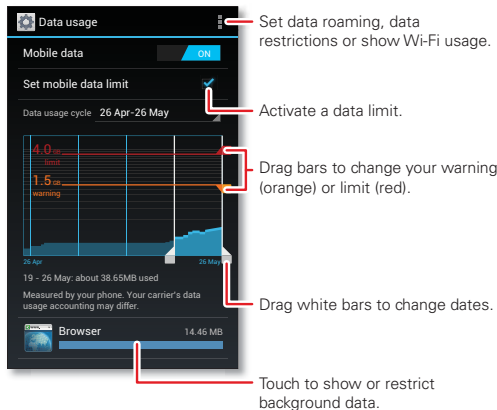 Data usage
Mobile data
ON
Set mobile data limit
Data usage cycle 26 Apr-26 May
4.0 GB
limit
1.5 GB
warning
26 Apr
26 May
19 - 26 May: about 38.65MB used
Measured by your phone. Your carrier's data
usage accounting may differ.
Browser
14.46 MB
Set data roaming, data
restrictions or show Wi-Fi usage.
Activate a data limit.
Drag bars to change your warning
(orange) or limit (red).
Drag white bars to change dates.
Touch to show or restrict
background data.